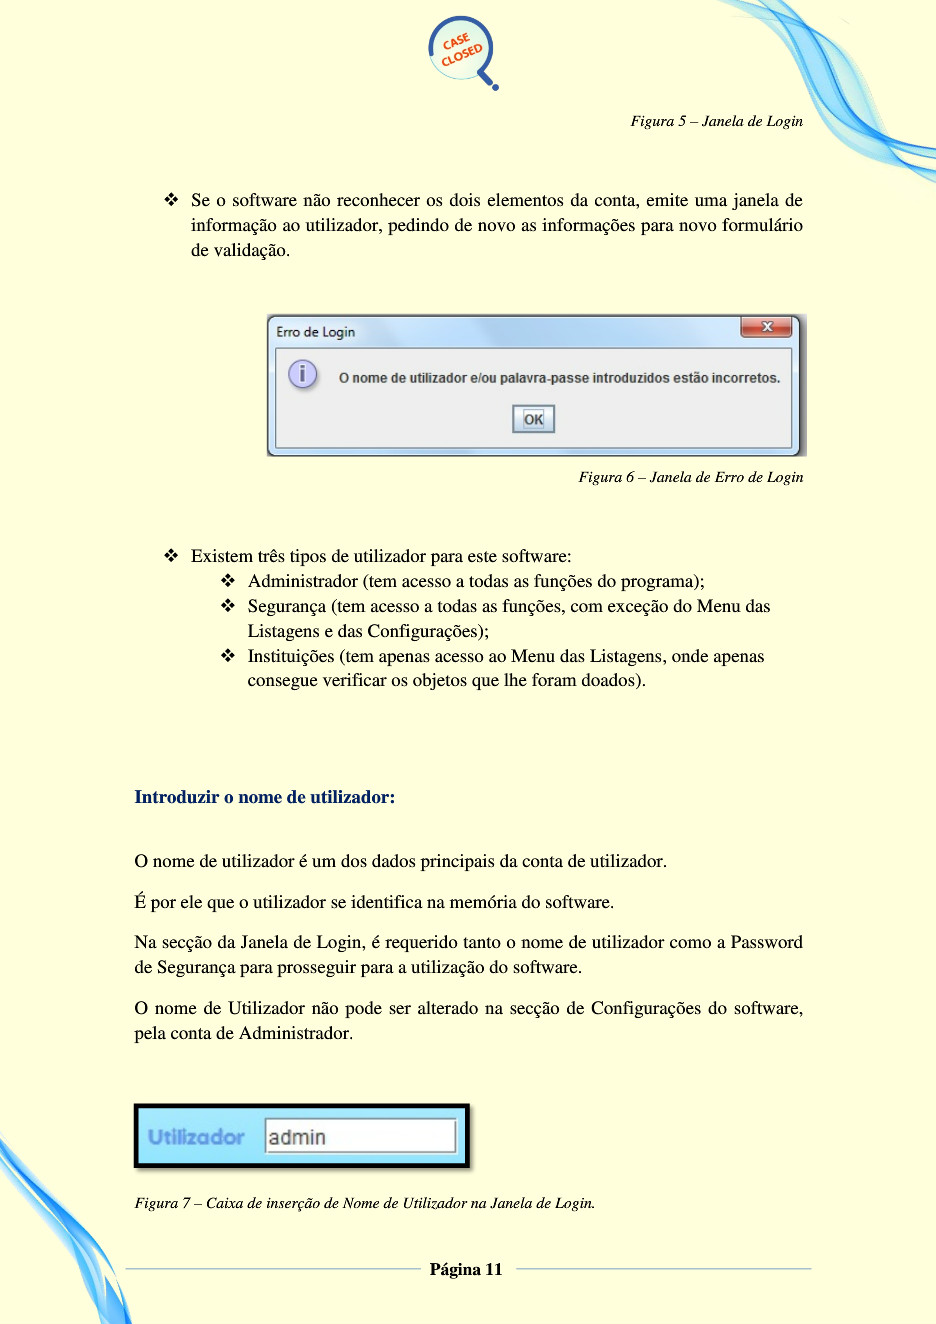 CASE
CLOSED
Figura 5 – Janela de Login
❖ Se o software não reconhecer os dois elementos da conta, emite uma janela de
informação ao utilizador, pedindo de novo as informações para novo formulário
de validação.
Erro de Login
O nome de utilizador e/ou palavra-passe introduzidos estão incorretos.
OK
Figura 6 – Janela de Erro de Login
❖ Existem três tipos de utilizador para este software:
❖ Administrador (tem acesso a todas as funções do programa);
❖ Segurança (tem acesso a todas as funções, com exceção do Menu das
Listagens e das Configurações);
❖ Instituições (tem apenas acesso ao Menu das Listagens, onde apenas
consegue verificar os objetos que lhe foram doados).
Introduzir o nome de utilizador:
O nome de utilizador é um dos dados principais da conta de utilizador.
É por ele que o utilizador se identifica na memória do software.
Na secção da Janela de Login, é requerido tanto o nome de utilizador como a Password
de Segurança para prosseguir para a utilização do software.
O nome de Utilizador não pode ser alterado na secção de Configurações do software,
pela conta de Administrador.
Utilizador admin
Figura 7 – Caixa de inserção de Nome de Utilizador na Janela de Login.
Página 11